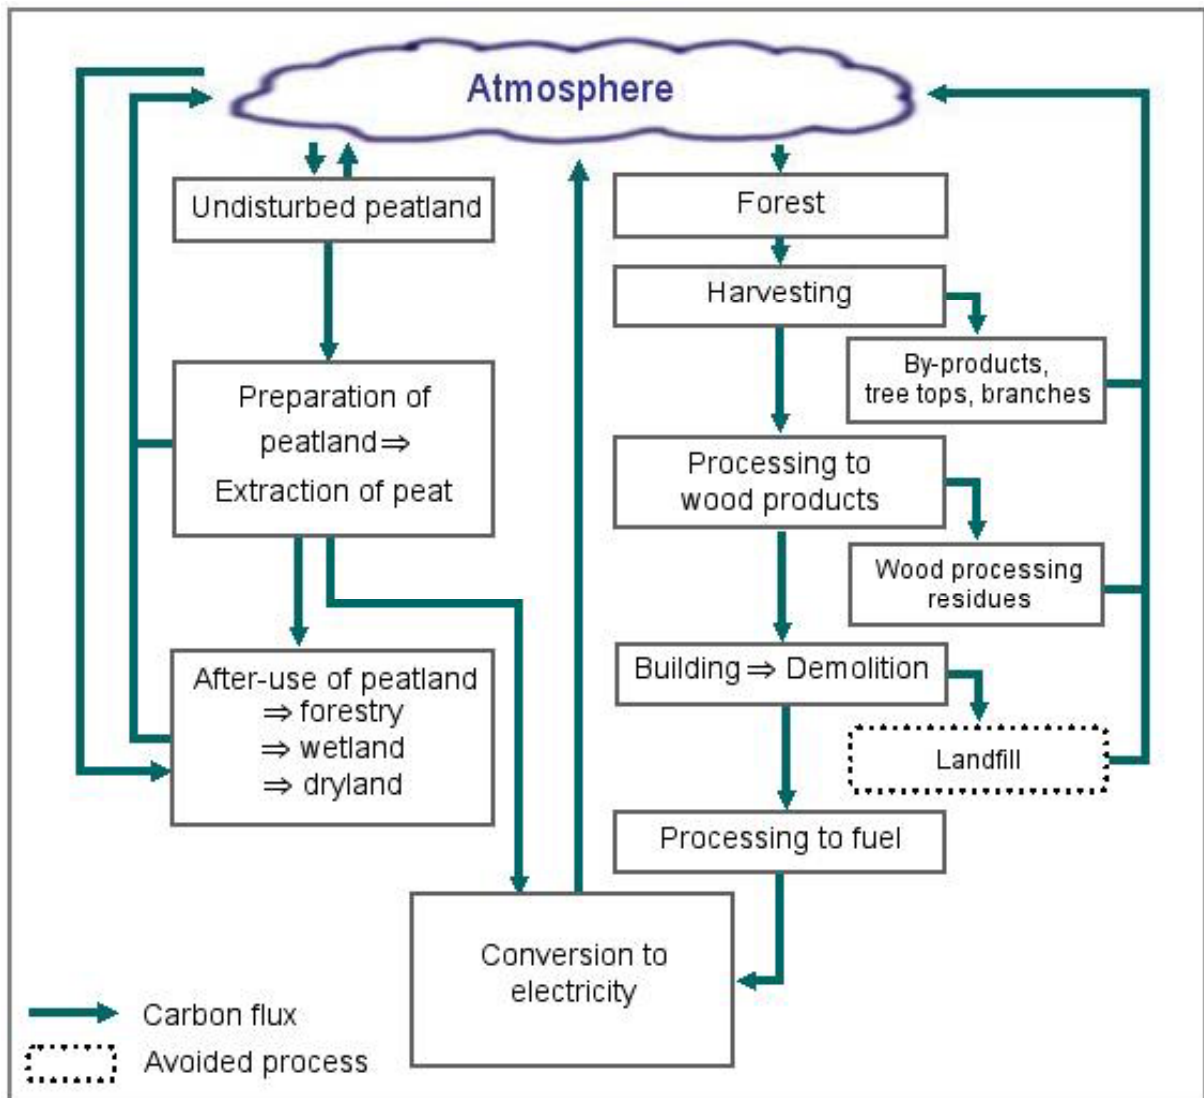 Atmosphere
Undisturbed peatland
Preparation of
peatland ⇒
Extraction of peat
After-use of peatland
⇒ forestry
⇒ wetland
⇒ dryland
Forest
Harvesting
By-products,
tree tops, branches
Processing to
wood products
Wood processing
residues
Building ⇒ Demolition
Landfill
Processing to fuel
Conversion to
electricity
Carbon flux
Avoided process